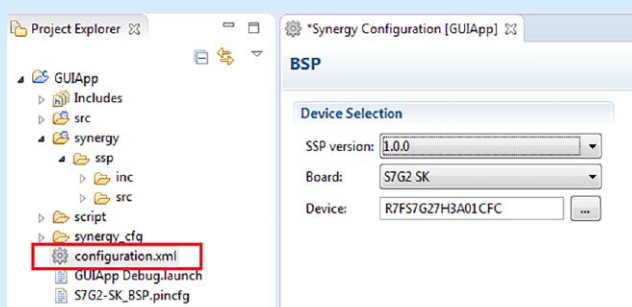 Project Explorer
GUIApp
Includes
src
synergy
ssp
inc
src
script
synergy_cfg
configuration.xml
GUIApp Debug.launch
S7G2-SK_BSP.pincfg
*Synergy Configuration [GUIApp]
BSP
Device Selection
SSP version: 1.0.0
Board: S7G2 SK
Device: R7FS7G27H3A01CFC ...